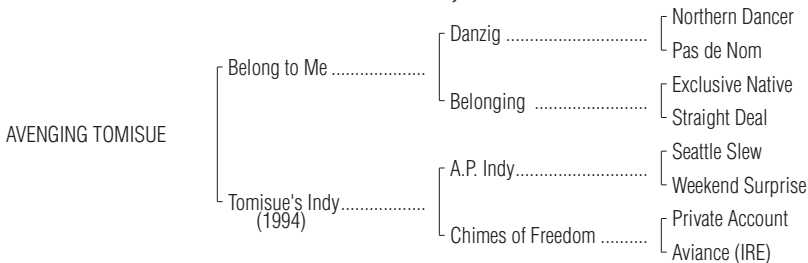 Northern Dancer
Danzig ................................
Pas de Nom
Belong to Me .....................
Exclusive Native
Belonging .........................
Straight Deal
AVENGING TOMISUE
Seattle Slew
A.P. Indy.............................
Weekend Surprise
Tomisue's Indy...................
(1994)
Private Account
Chimes of Freedom ..........
Aviance (IRE)